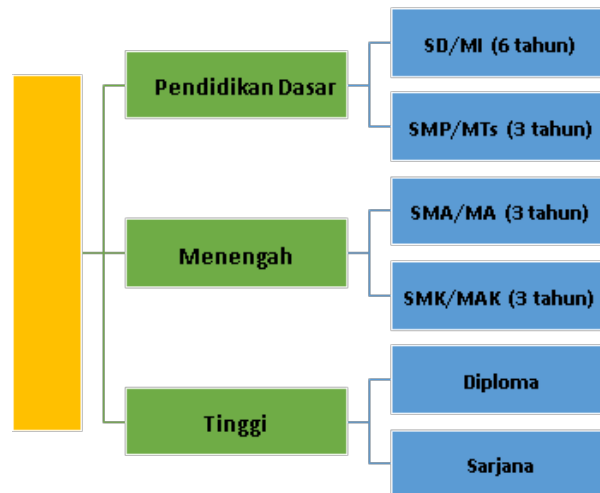 Pendidikan Dasar
SD/MI (6 tahun)
SMP/MTs (3 tahun)
Menengah
SMA/MA (3 tahun)
SMK/MAK (3 tahun)
Tinggi
Diploma
Sarjana